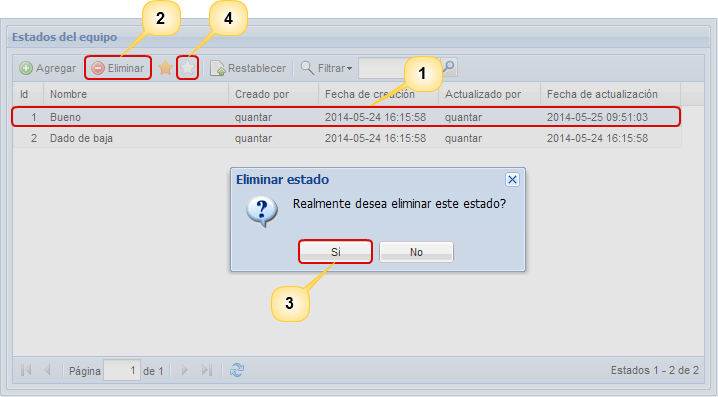 2
4
Estados del equipo
Agregar Eliminar Restablecer Filtrar
1
Id Nombre Creado por Fecha de creación Actualizado por Fecha de actualización
1 Bueno quantar 2014-05-24 16:15:58 quantar 2014-05-25 09:51:03
2 Dado de baja quantar 2014-05-24 16:15:58 quantar 2014-05-24 16:15:58
Eliminar estado
Realmente desea eliminar este estado?
Si No
3
Página 1 de 1 Estados 1 - 2 de 2